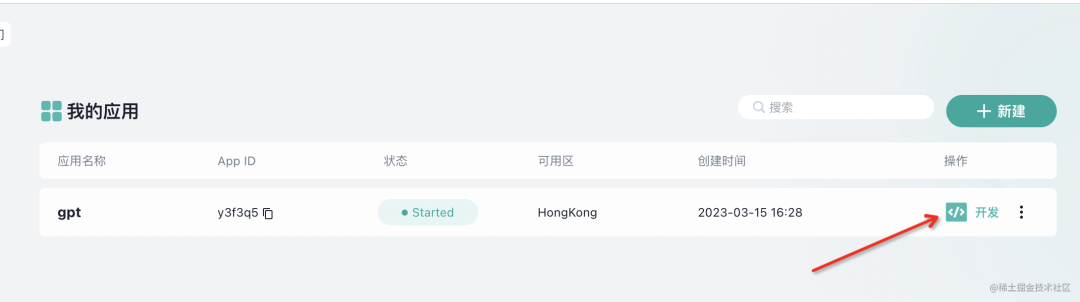 我的应用
搜索
新建
应用名称 App ID 状态 可用区 创建时间 操作
gpt y3f3q5 Started HongKong 2023-03-15 16:28 </> 开发
@稀土掘金技术社区